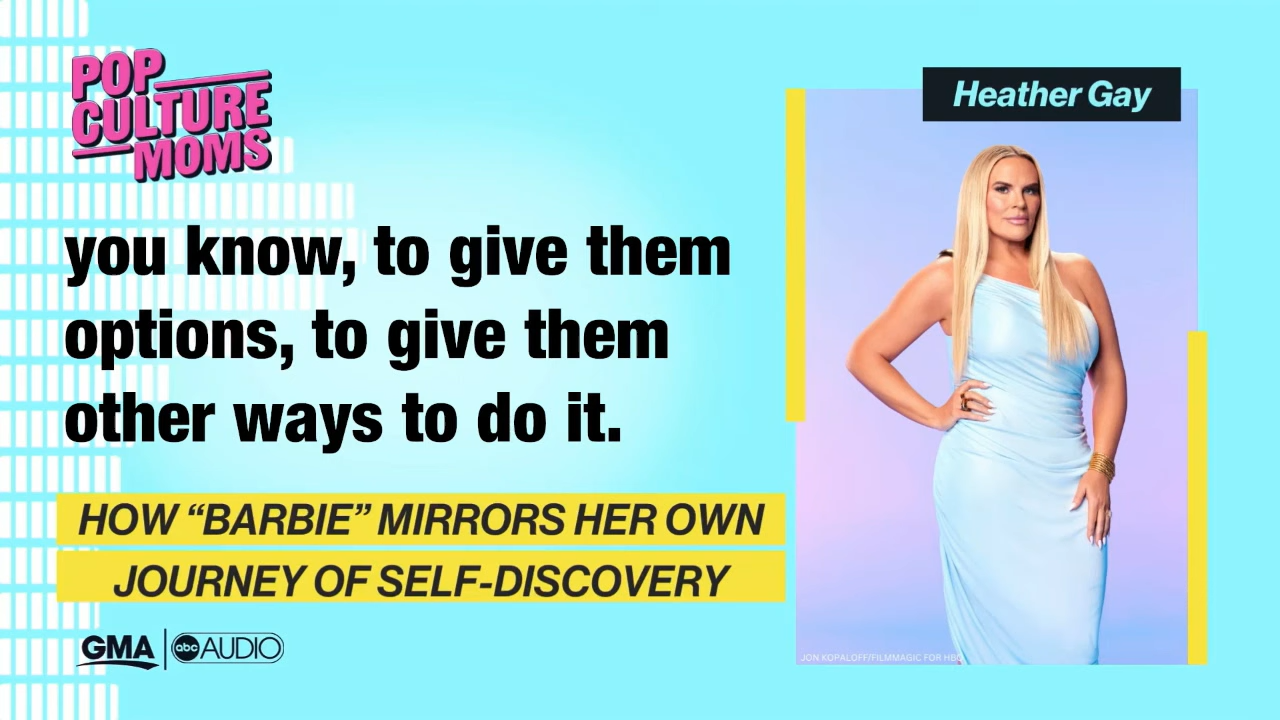 POP
CULTURE
MOMS
Heather Gay
you know, to give them
options, to give them
other ways to do it.
HOW “BARBIE” MIRRORS HER OWN
JOURNEY OF SELF-DISCOVERY
GMA abc AUDIO
JON KOPALOFF/FILMMAGIC FOR HBO